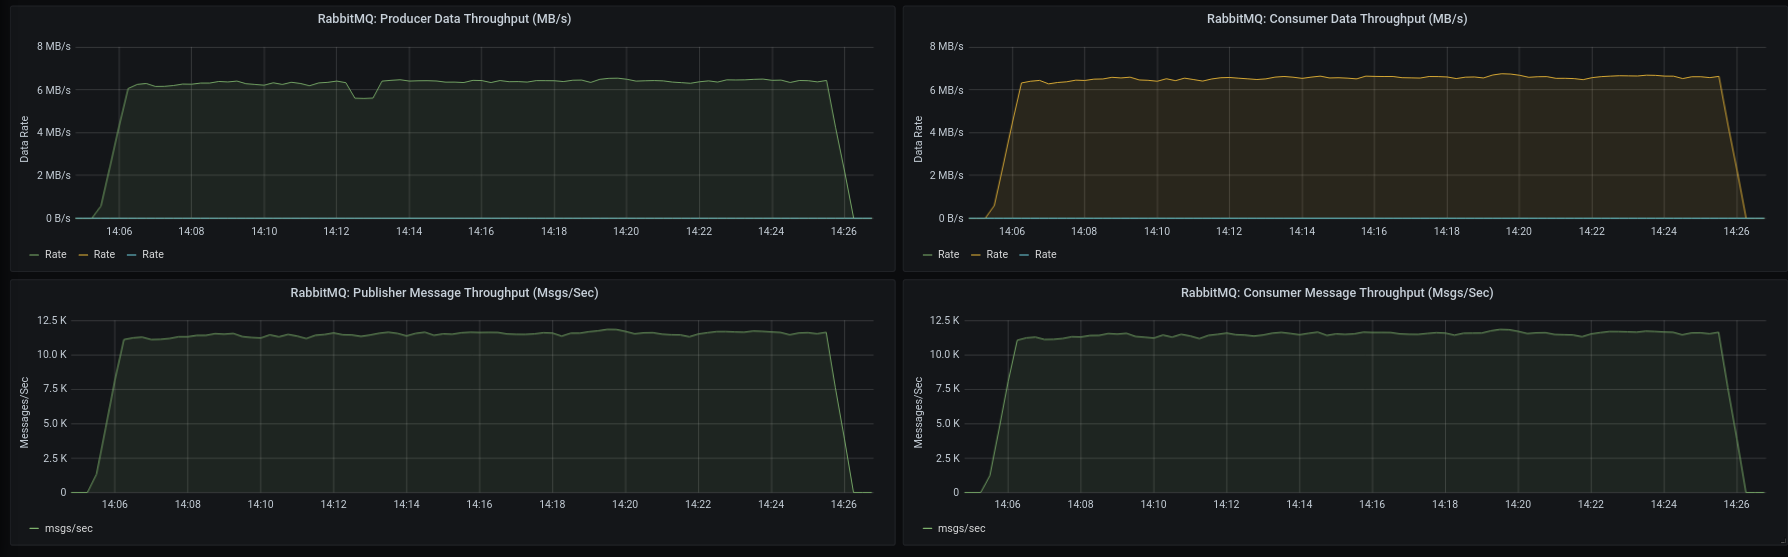 RabbitMQ: Producer Data Throughput (MB/s)
8 MB/s
6 MB/s
4 MB/s
2 MB/s
0 B/s
Data Rate
14:06 14:08 14:10 14:12 14:14 14:16 14:18 14:20 14:22 14:24 14:26
Rate Rate Rate
RabbitMQ: Consumer Data Throughput (MB/s)
8 MB/s
6 MB/s
4 MB/s
2 MB/s
0 B/s
Data Rate
14:06 14:08 14:10 14:12 14:14 14:16 14:18 14:20 14:22 14:24 14:26
Rate Rate Rate
RabbitMQ: Publisher Message Throughput (Msgs/Sec)
12.5 K
10.0 K
7.5 K
5.0 K
2.5 K
0
Messages/Sec
14:06 14:08 14:10 14:12 14:14 14:16 14:18 14:20 14:22 14:24 14:26
msgs/sec
RabbitMQ: Consumer Message Throughput (Msgs/Sec)
12.5 K
10.0 K
7.5 K
5.0 K
2.5 K
0
Messages/Sec
14:06 14:08 14:10 14:12 14:14 14:16 14:18 14:20 14:22 14:24 14:26
msgs/sec